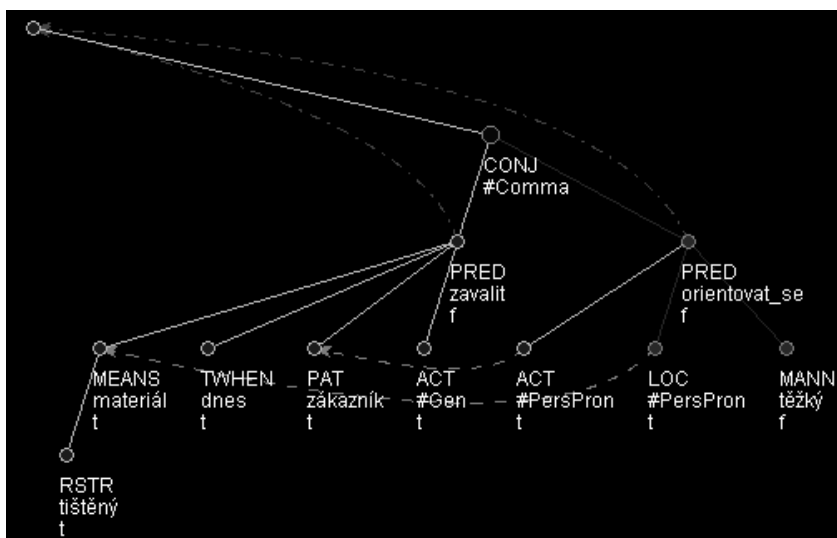 CONJ
#Comma
PRED
zavalit
f
PRED
orientovat_se
f
MEANS
materiál
t
TWHEN
dnes
t
PAT
zákazník
t
ACT
#Gen
t
ACT
#PersPron
t
LOC
#PersPron
t
MANN
těžký
f
RSTR
tištěný
t